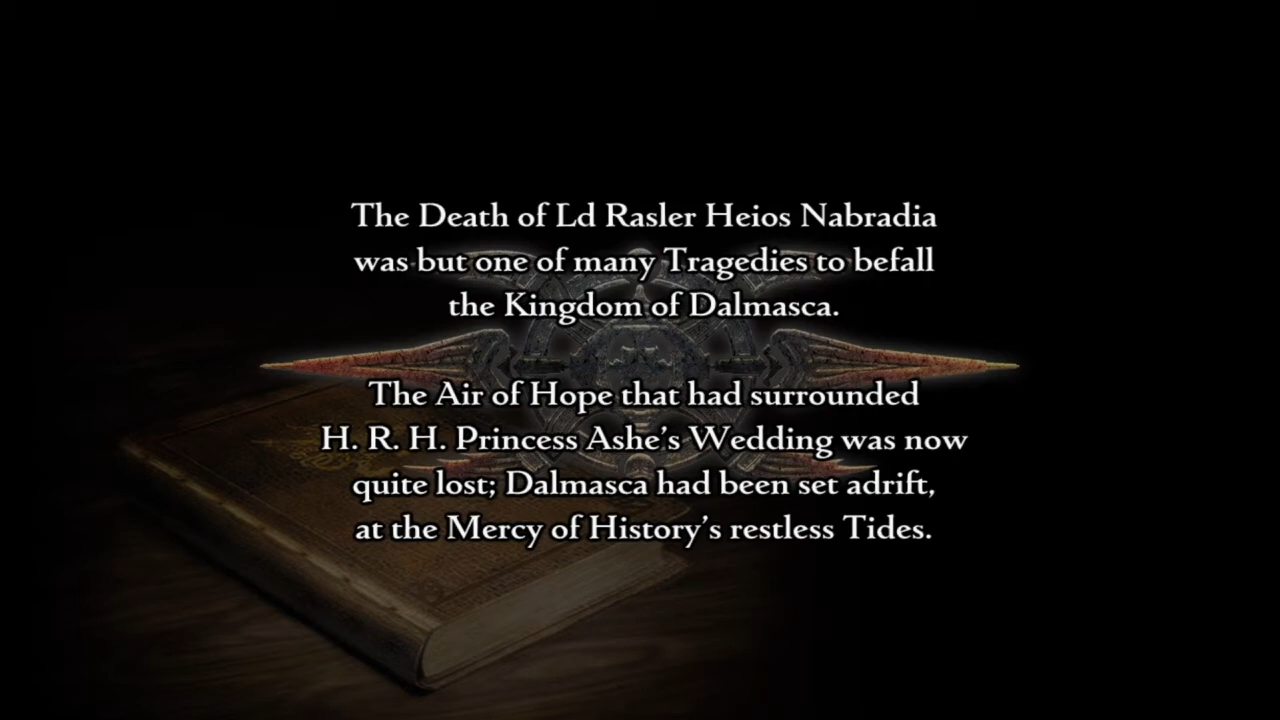 The Death of Ld Rasler Heios Nabradia
was but one of many Tragedies to befall
the Kingdom of Dalmasca.
The Air of Hope that had surrounded
H. R. H. Princess Ashe’s Wedding was now
quite lost; Dalmasca had been set adrift,
at the Mercy of History’s restless Tides.